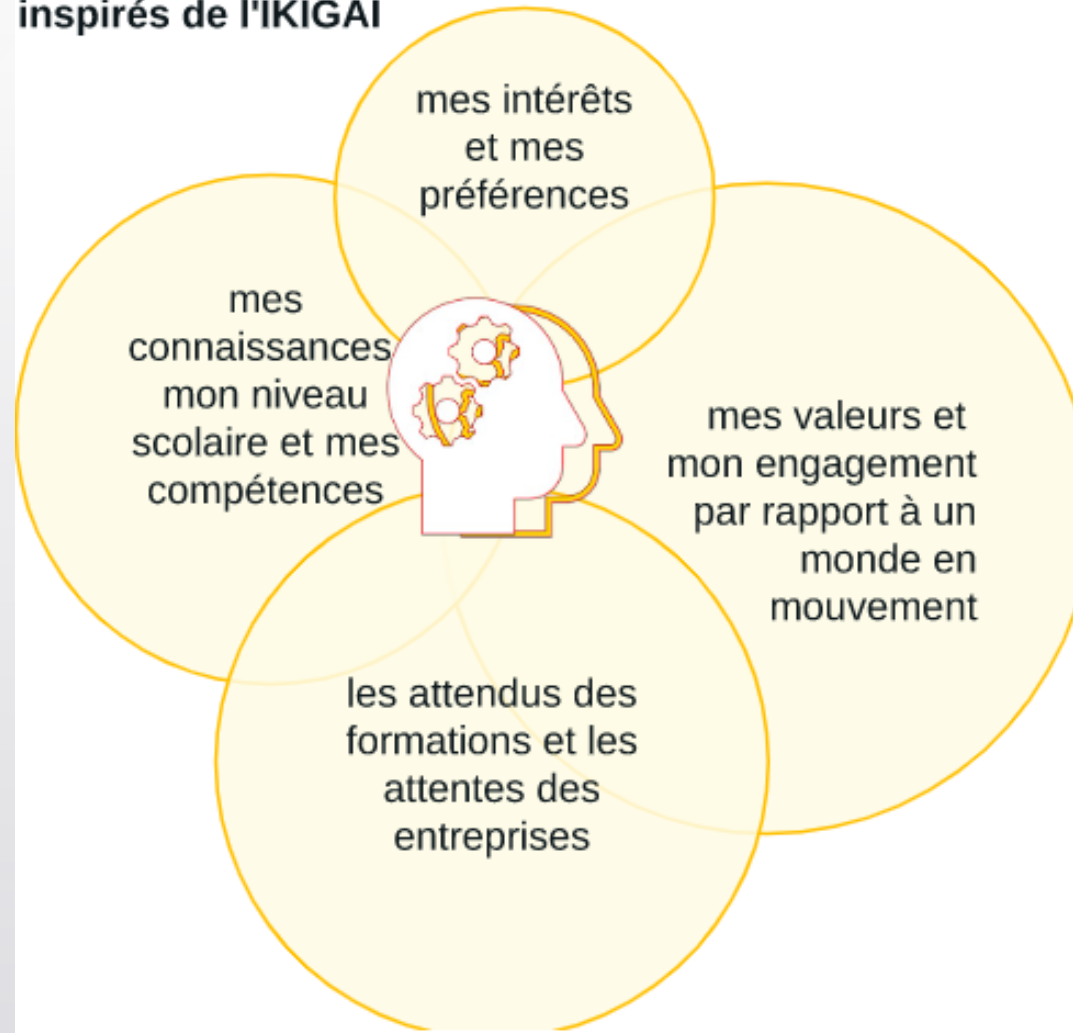 inspirés de l'IKIGAI
mes intérêts
et mes
préférences
mes
connaissances
mon niveau
scolaire et mes
compétences
mes valeurs et
mon engagement
par rapport à un
monde en
mouvement
les attendus des
formations et les
attentes des
entreprises